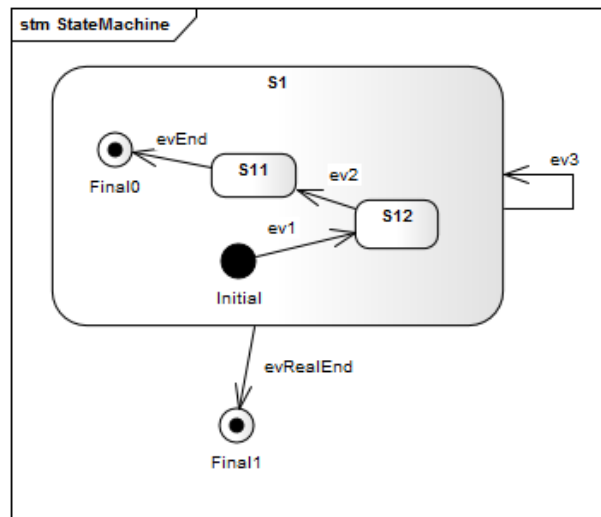 stm StateMachine
S1
evEnd
Final0
S11
ev2
S12
ev3
ev1
Initial
evRealEnd
Final1